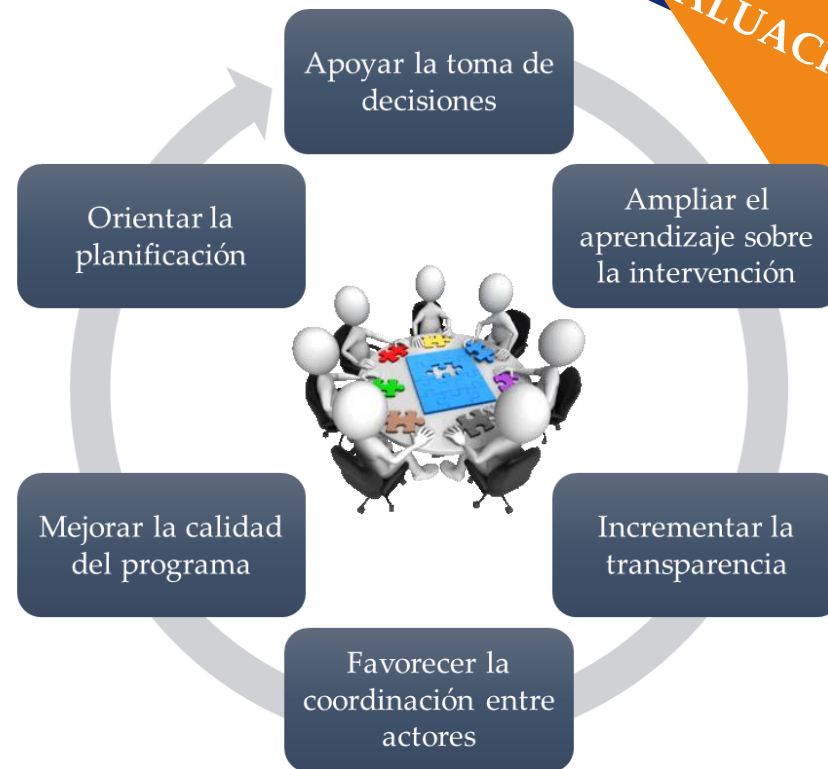 Apoyar la toma de
decisiones
Ampliar el
aprendizaje sobre
la intervención
Incrementar la
transparencia
Favorecer la
coordinación entre
actores
Mejorar la calidad
del programa
Orientar la
planificación